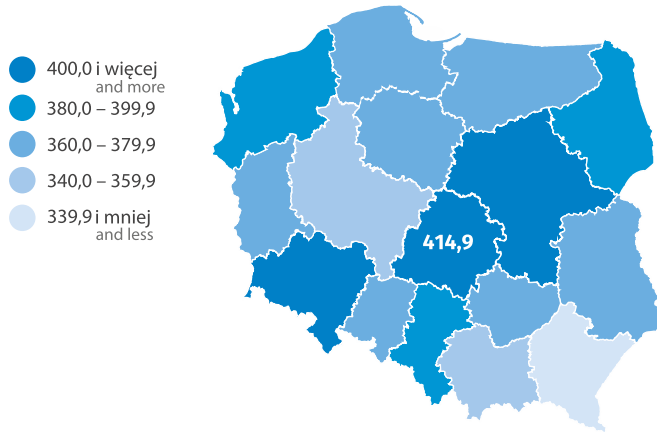 400,0 i więcej
and more
380,0 – 399,9
360,0 – 379,9
340,0 – 359,9
339,9 i mniej
and less
414,9